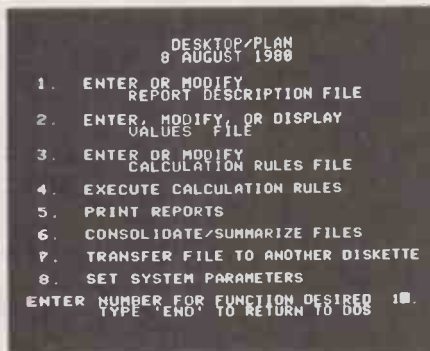 DESKTOP/PLAN
8 AUGUST 1980
1. ENTER OR MODIFY
REPORT DESCRIPTION FILE
2. ENTER, MODIFY, OR DISPLAY
VALUES FILE
3. ENTER OR MODIFY
CALCULATION RULES FILE
4. EXECUTE CALCULATION RULES
5. PRINT REPORTS
6. CONSOLIDATE/SUMMARIZE FILES
7. TRANSFER FILE TO ANOTHER DISKETTE
8. SET SYSTEM PARAMETERS
ENTER NUMBER FOR FUNCTION DESIRED 1.
TYPE 'END' TO RETURN TO DOS